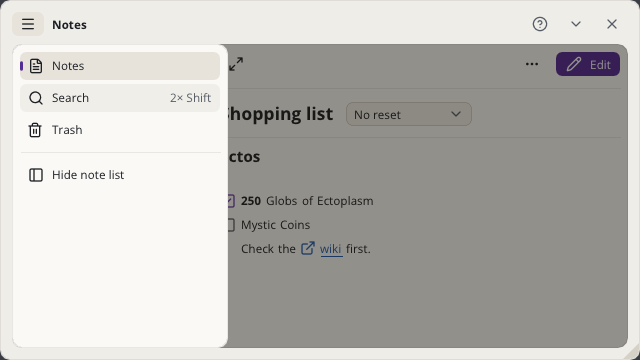 Notes
Notes
Search 2× Shift
Trash
Hide note list
Edit
hopping list No reset
ctos
250 Globs of Ectoplasm
Mystic Coins
Check the wiki first.